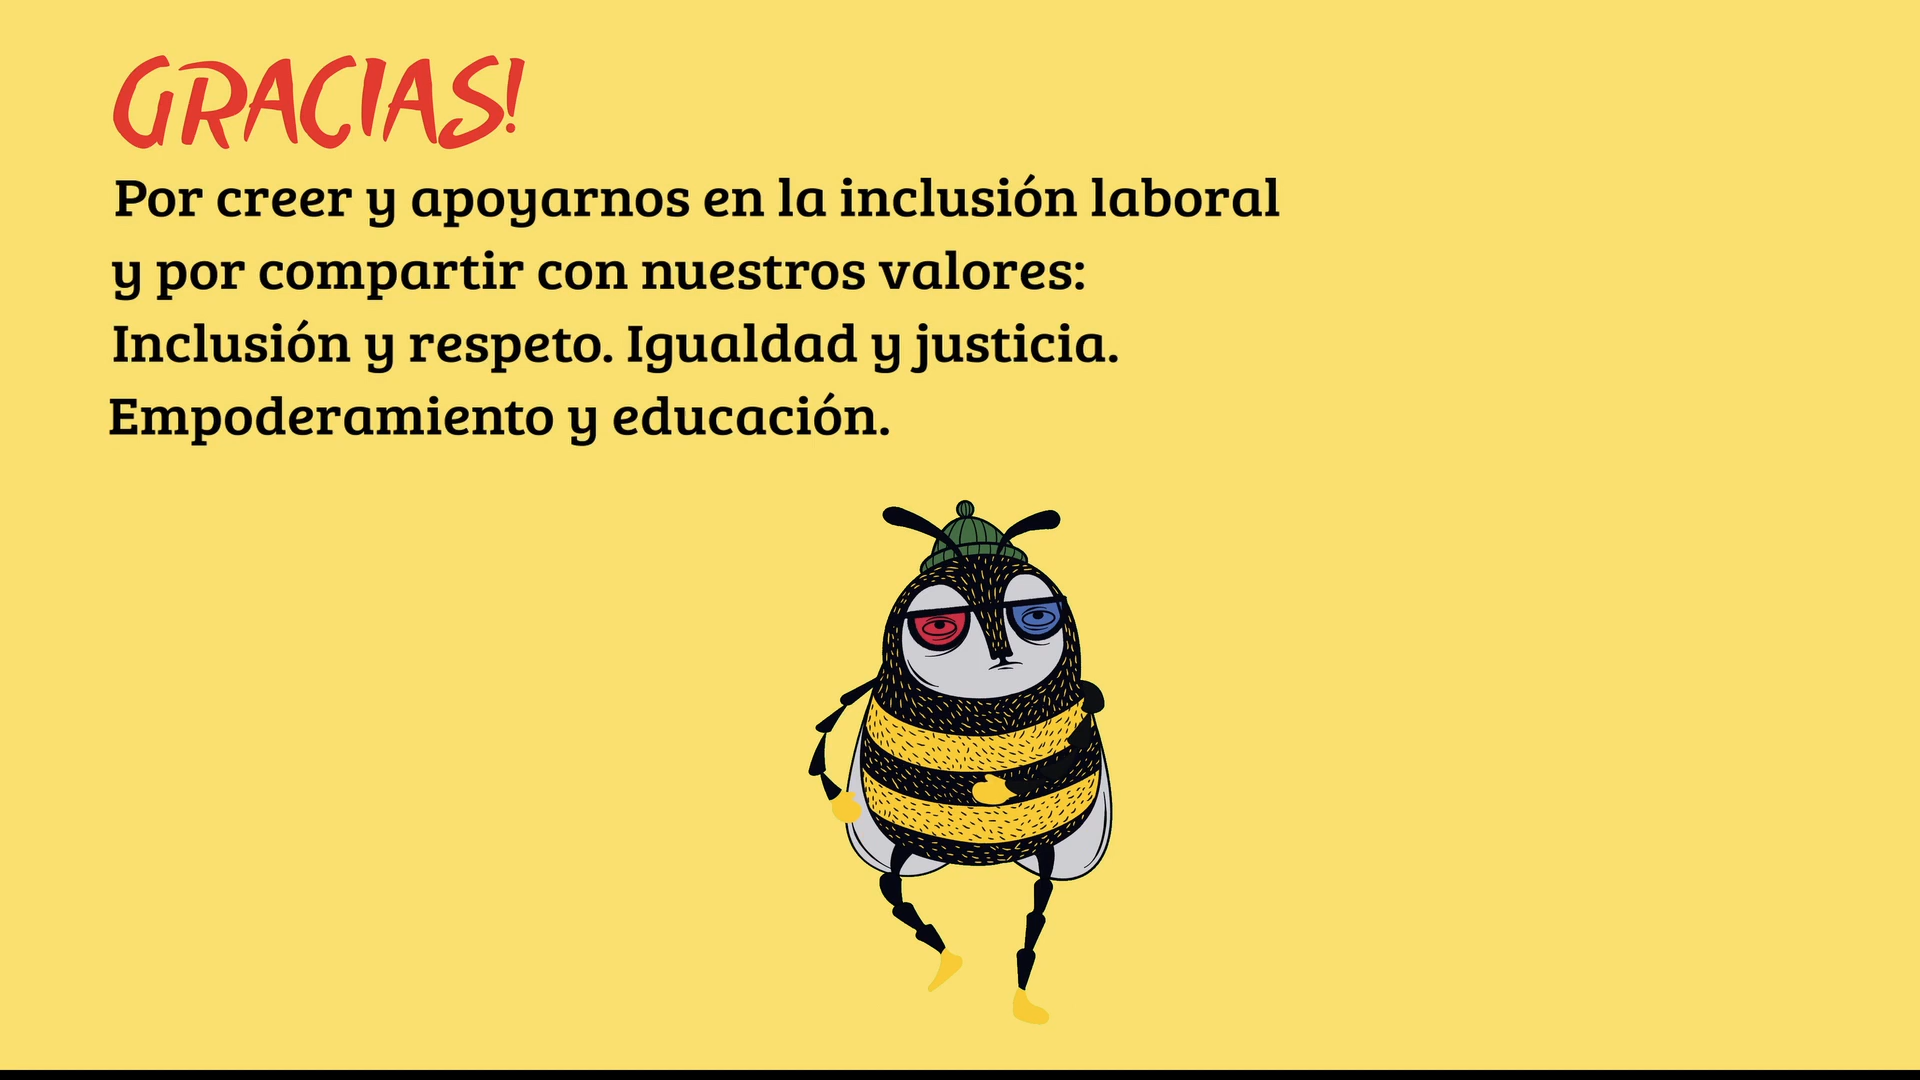 GRACIAS!
Por creer y apoyarnos en la inclusión laboral
y por compartir con nuestros valores:
Inclusión y respeto. Igualdad y justicia.
Empoderamiento y educación.